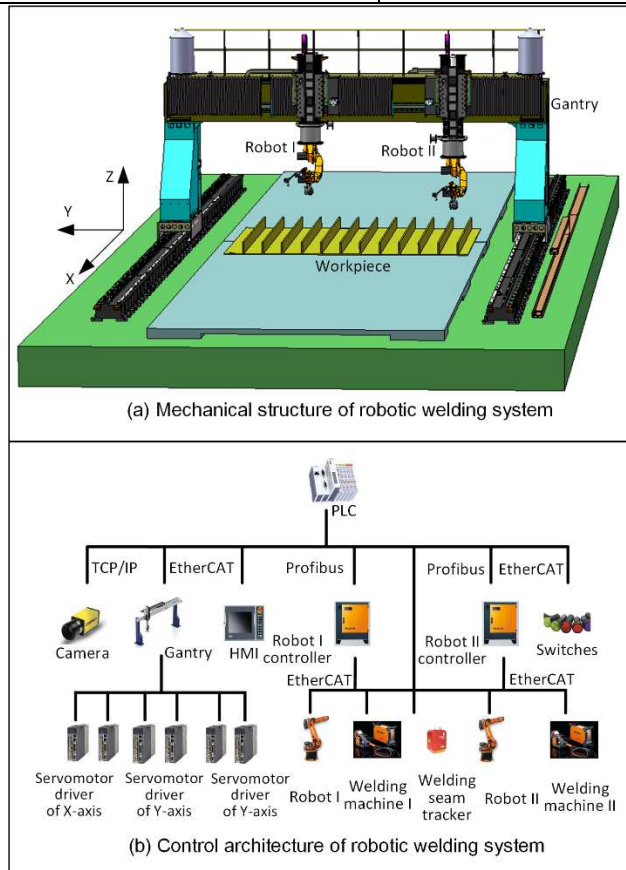 Gantry
Robot I
Robot II
Z
Y
X
Workpiece
(a) Mechanical structure of robotic welding system
PLC
TCP/IP
EtherCAT
Profibus
Profibus
EtherCAT
Camera
Gantry
HMI
Robot I
controller
Robot II
controller
Switches
EtherCAT
EtherCAT
Servomotor
driver
of X-axis
Servomotor
driver
of Y-axis
Servomotor
driver
of Y-axis
Robot I
Welding
machine I
Welding
seam
tracker
Robot II
Welding
machine II
(b) Control architecture of robotic welding system